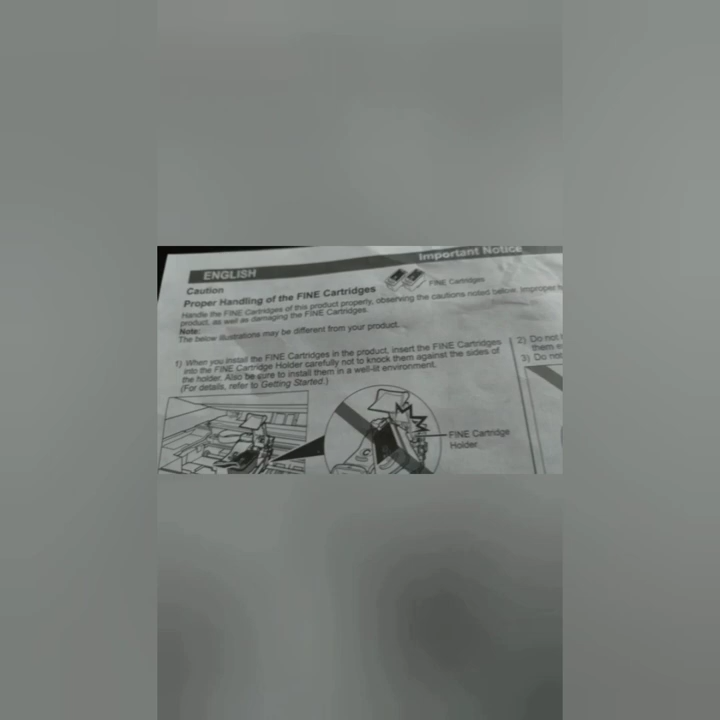 Important Notice
ENGLISH
Caution
Proper Handling of the FINE Cartridges
FINE Cartridges
Handle the FINE Cartridges of this product properly, observing the cautions noted below. Improper h
product, as well as damaging the FINE Cartridges.
Note:
The below illustrations may be different from your product.
1) When you install the FINE Cartridges in the product, insert the FINE Cartridges
into the FINE Cartridge Holder carefully not to knock them against the sides of
the holder. Also be sure to install them in a well-lit environment.
(For details, refer to Getting Started.)
FINE Cartridge
Holder
2) Do not t
them
3) Do not